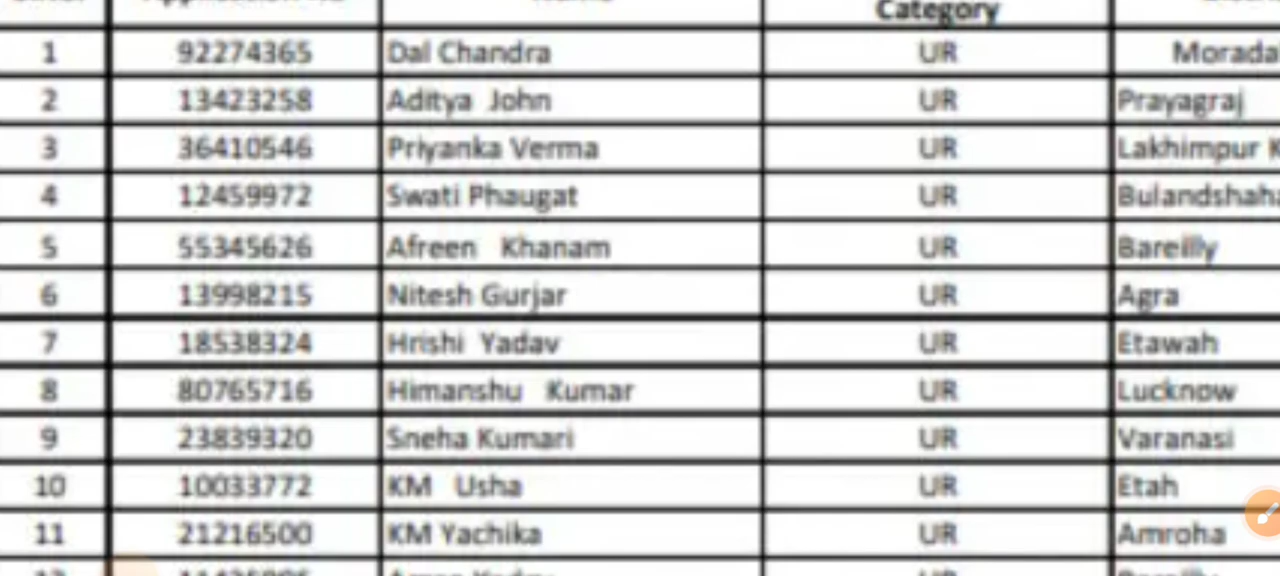 Category
1 92274365 Dal Chandra UR Morada
2 13423258 Aditya John UR Prayagraj
3 36410546 Priyanka Verma UR Lakhimpur K
4 12459972 Swati Phaugat UR Bulandshaha
5 55345626 Afreen Khanam UR Bareilly
6 13998215 Nitesh Gurjar UR Agra
7 18538324 Hrishi Yadav UR Etawah
8 80765716 Himanshu Kumar UR Lucknow
9 23839320 Sneha Kumari UR Varanasi
10 10033772 KM Usha UR Etah
11 21216500 KM Yachika UR Amroha